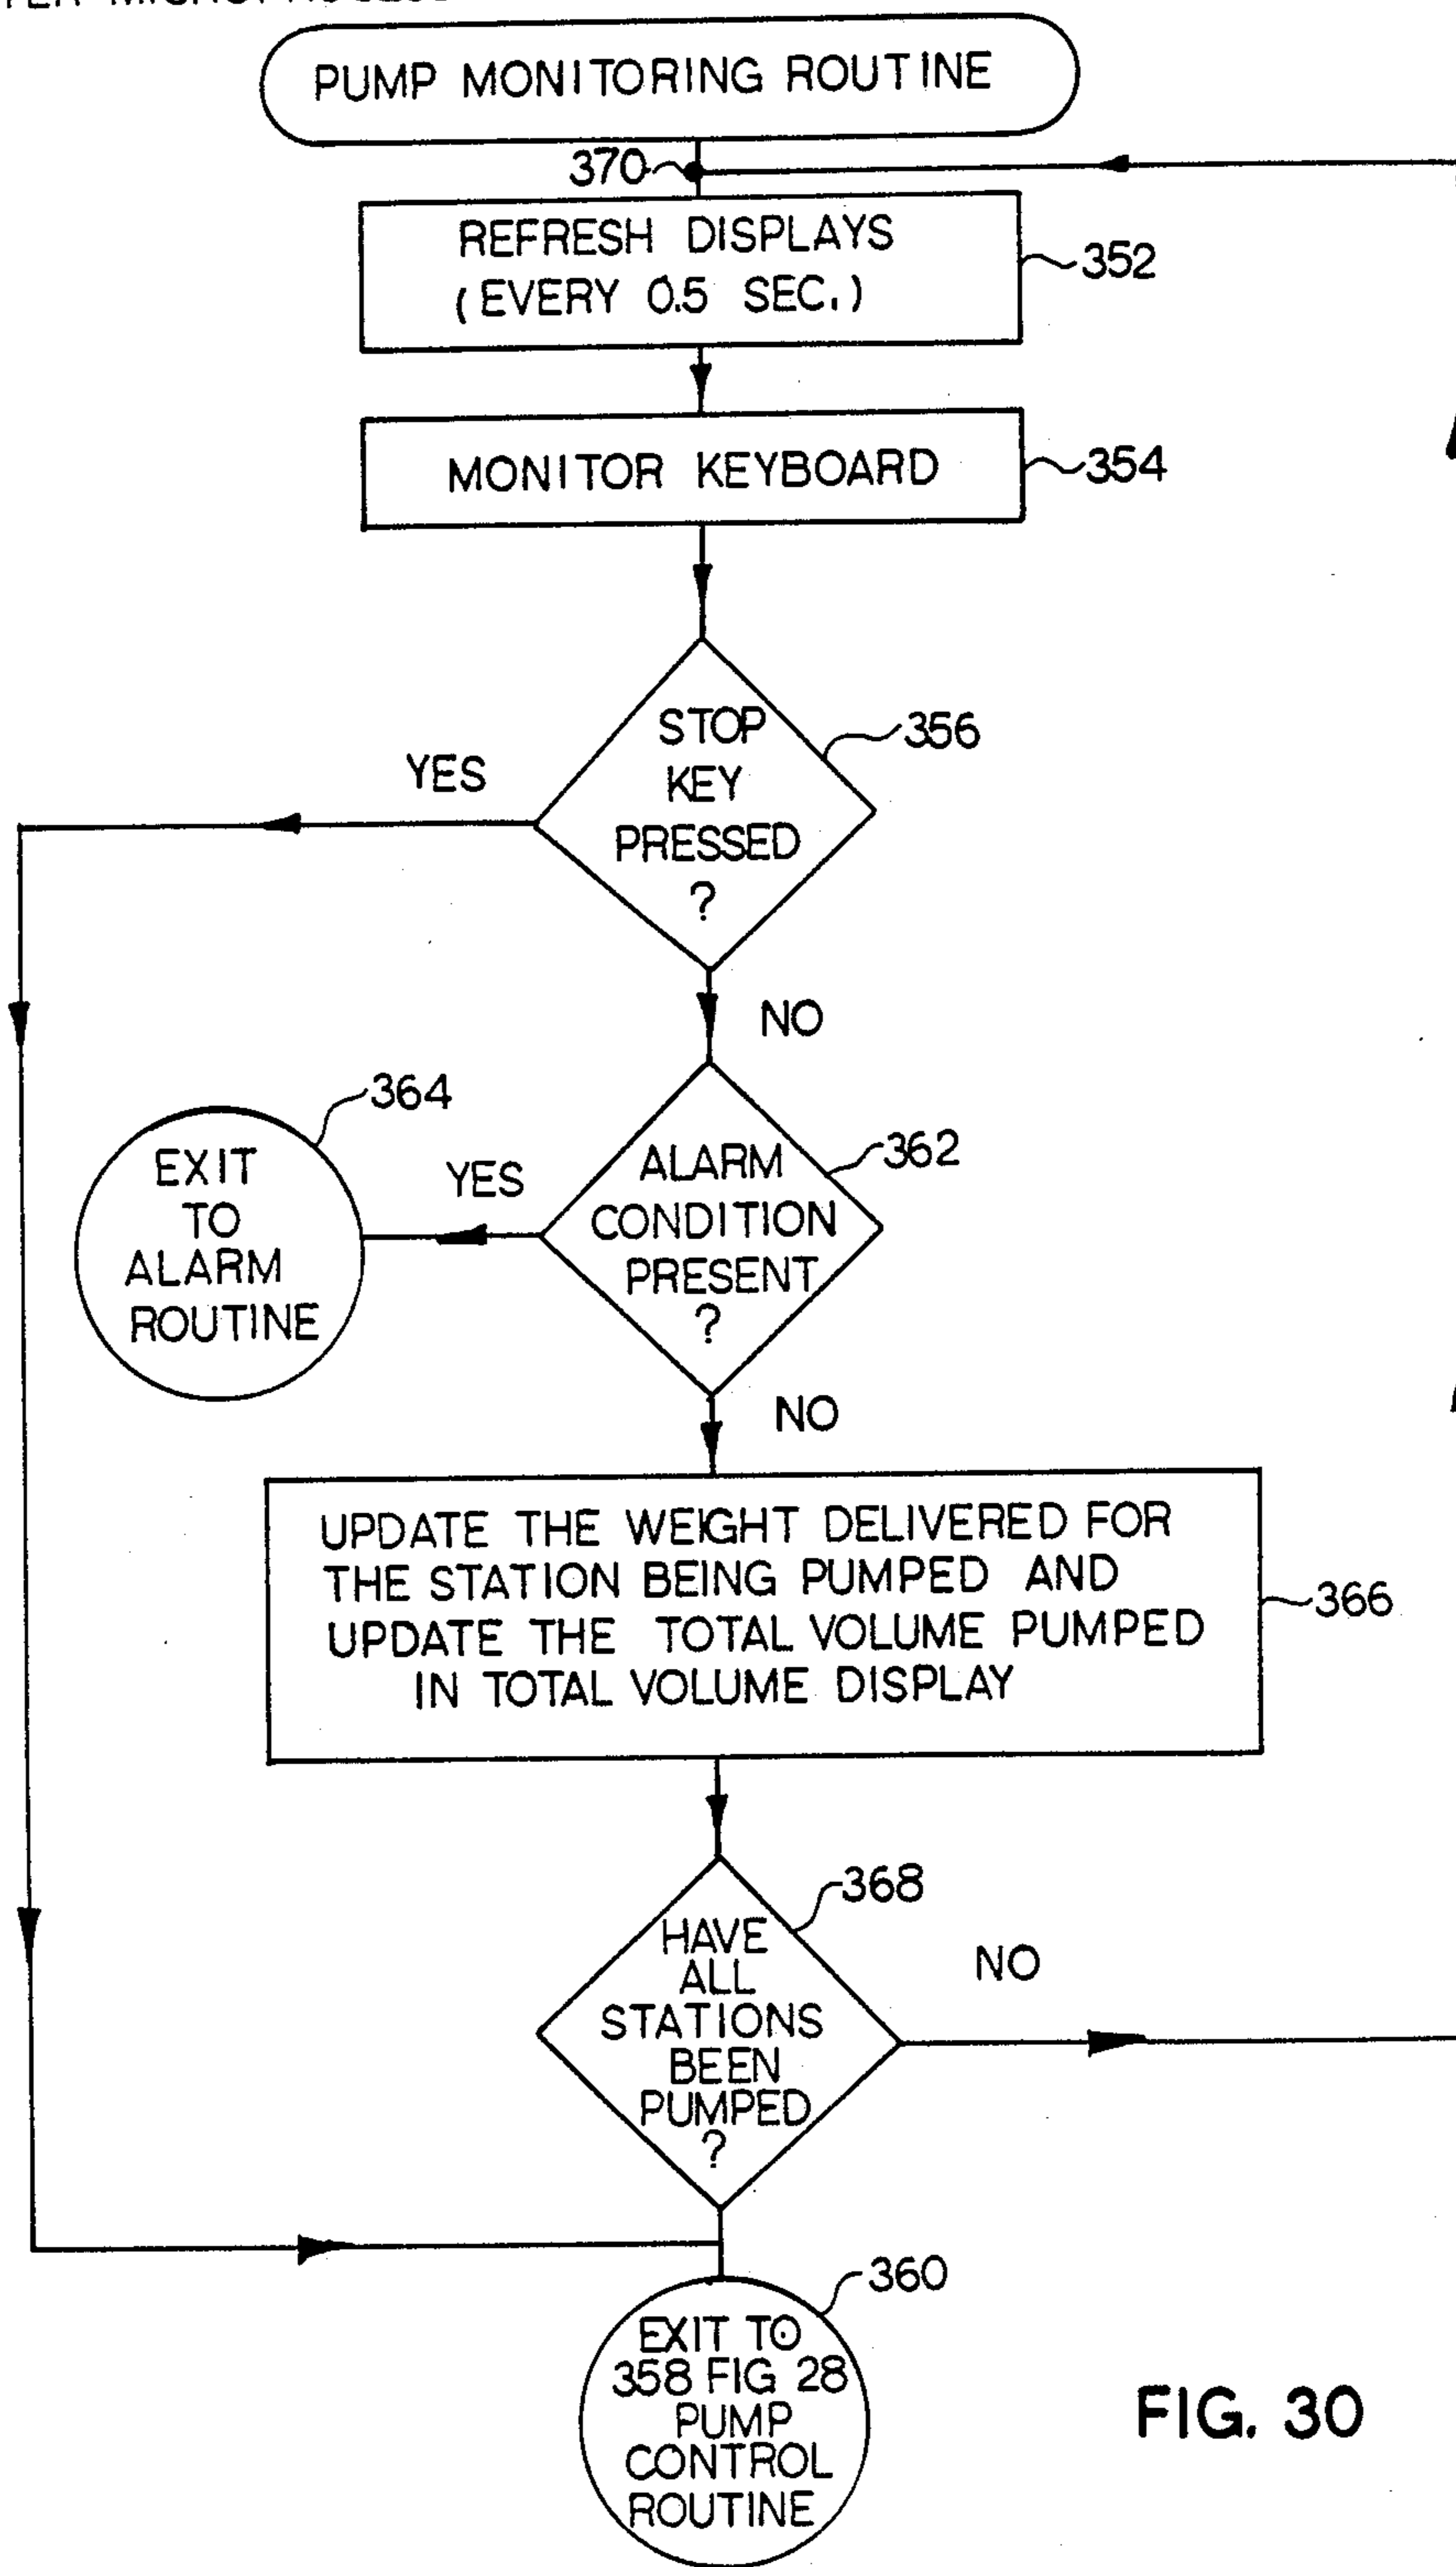 PUMP MONITORING ROUTINE
370
REFRESH DISPLAYS
(EVERY 0.5 SEC.)
352
MONITOR KEYBOARD
354
STOP
KEY
PRESSED
?
356
YES
NO
364
EXIT
TO
ALARM
ROUTINE
YES
ALARM
CONDITION
PRESENT
?
362
NO
UPDATE THE WEIGHT DELIVERED FOR
THE STATION BEING PUMPED AND
UPDATE THE TOTAL VOLUME PUMPED
IN TOTAL VOLUME DISPLAY
366
HAVE
ALL
STATIONS
BEEN
PUMPED
?
368
NO
360
EXIT TO
358 FIG 28
PUMP
CONTROL
ROUTINE
FIG. 30